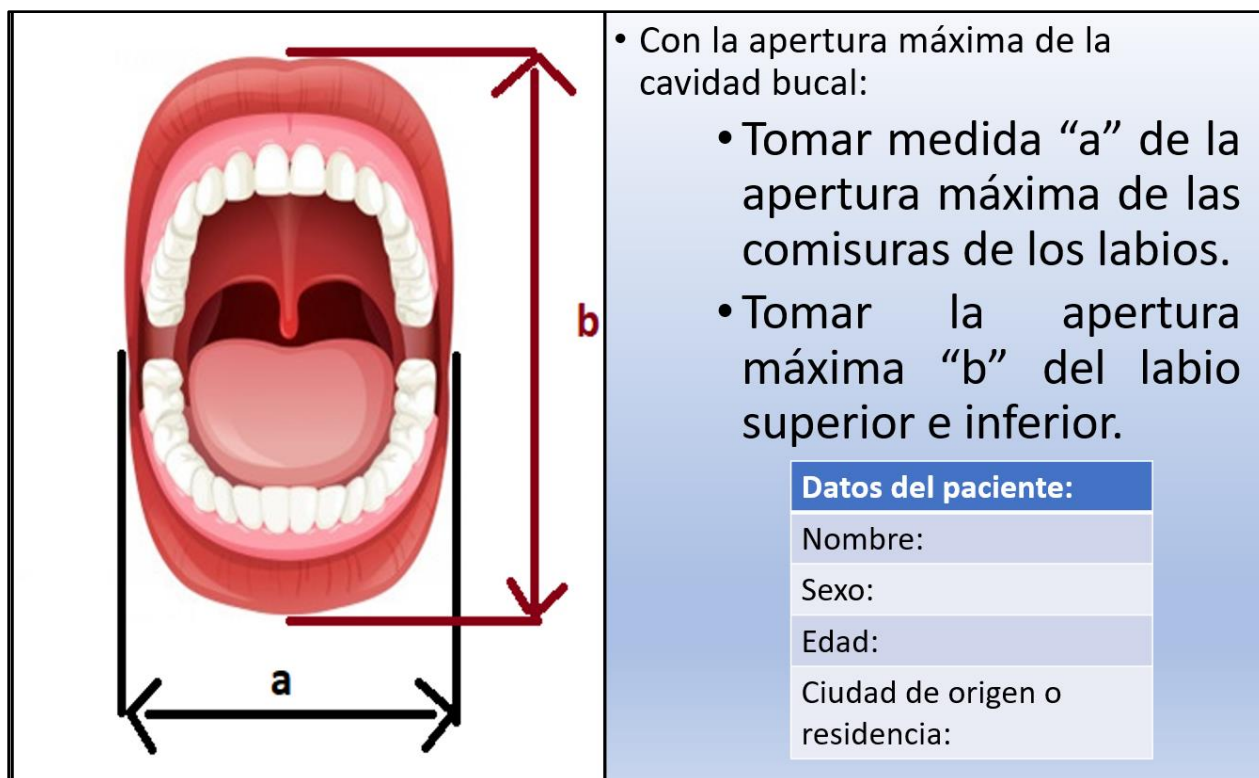 b
a
• Con la apertura máxima de la
cavidad bucal:
• Tomar medida “a” de la
apertura máxima de las
comisuras de los labios.
• Tomar la apertura
máxima “b” del labio
superior e inferior.
Datos del paciente:
Nombre:
Sexo:
Edad:
Ciudad de origen o
residencia: